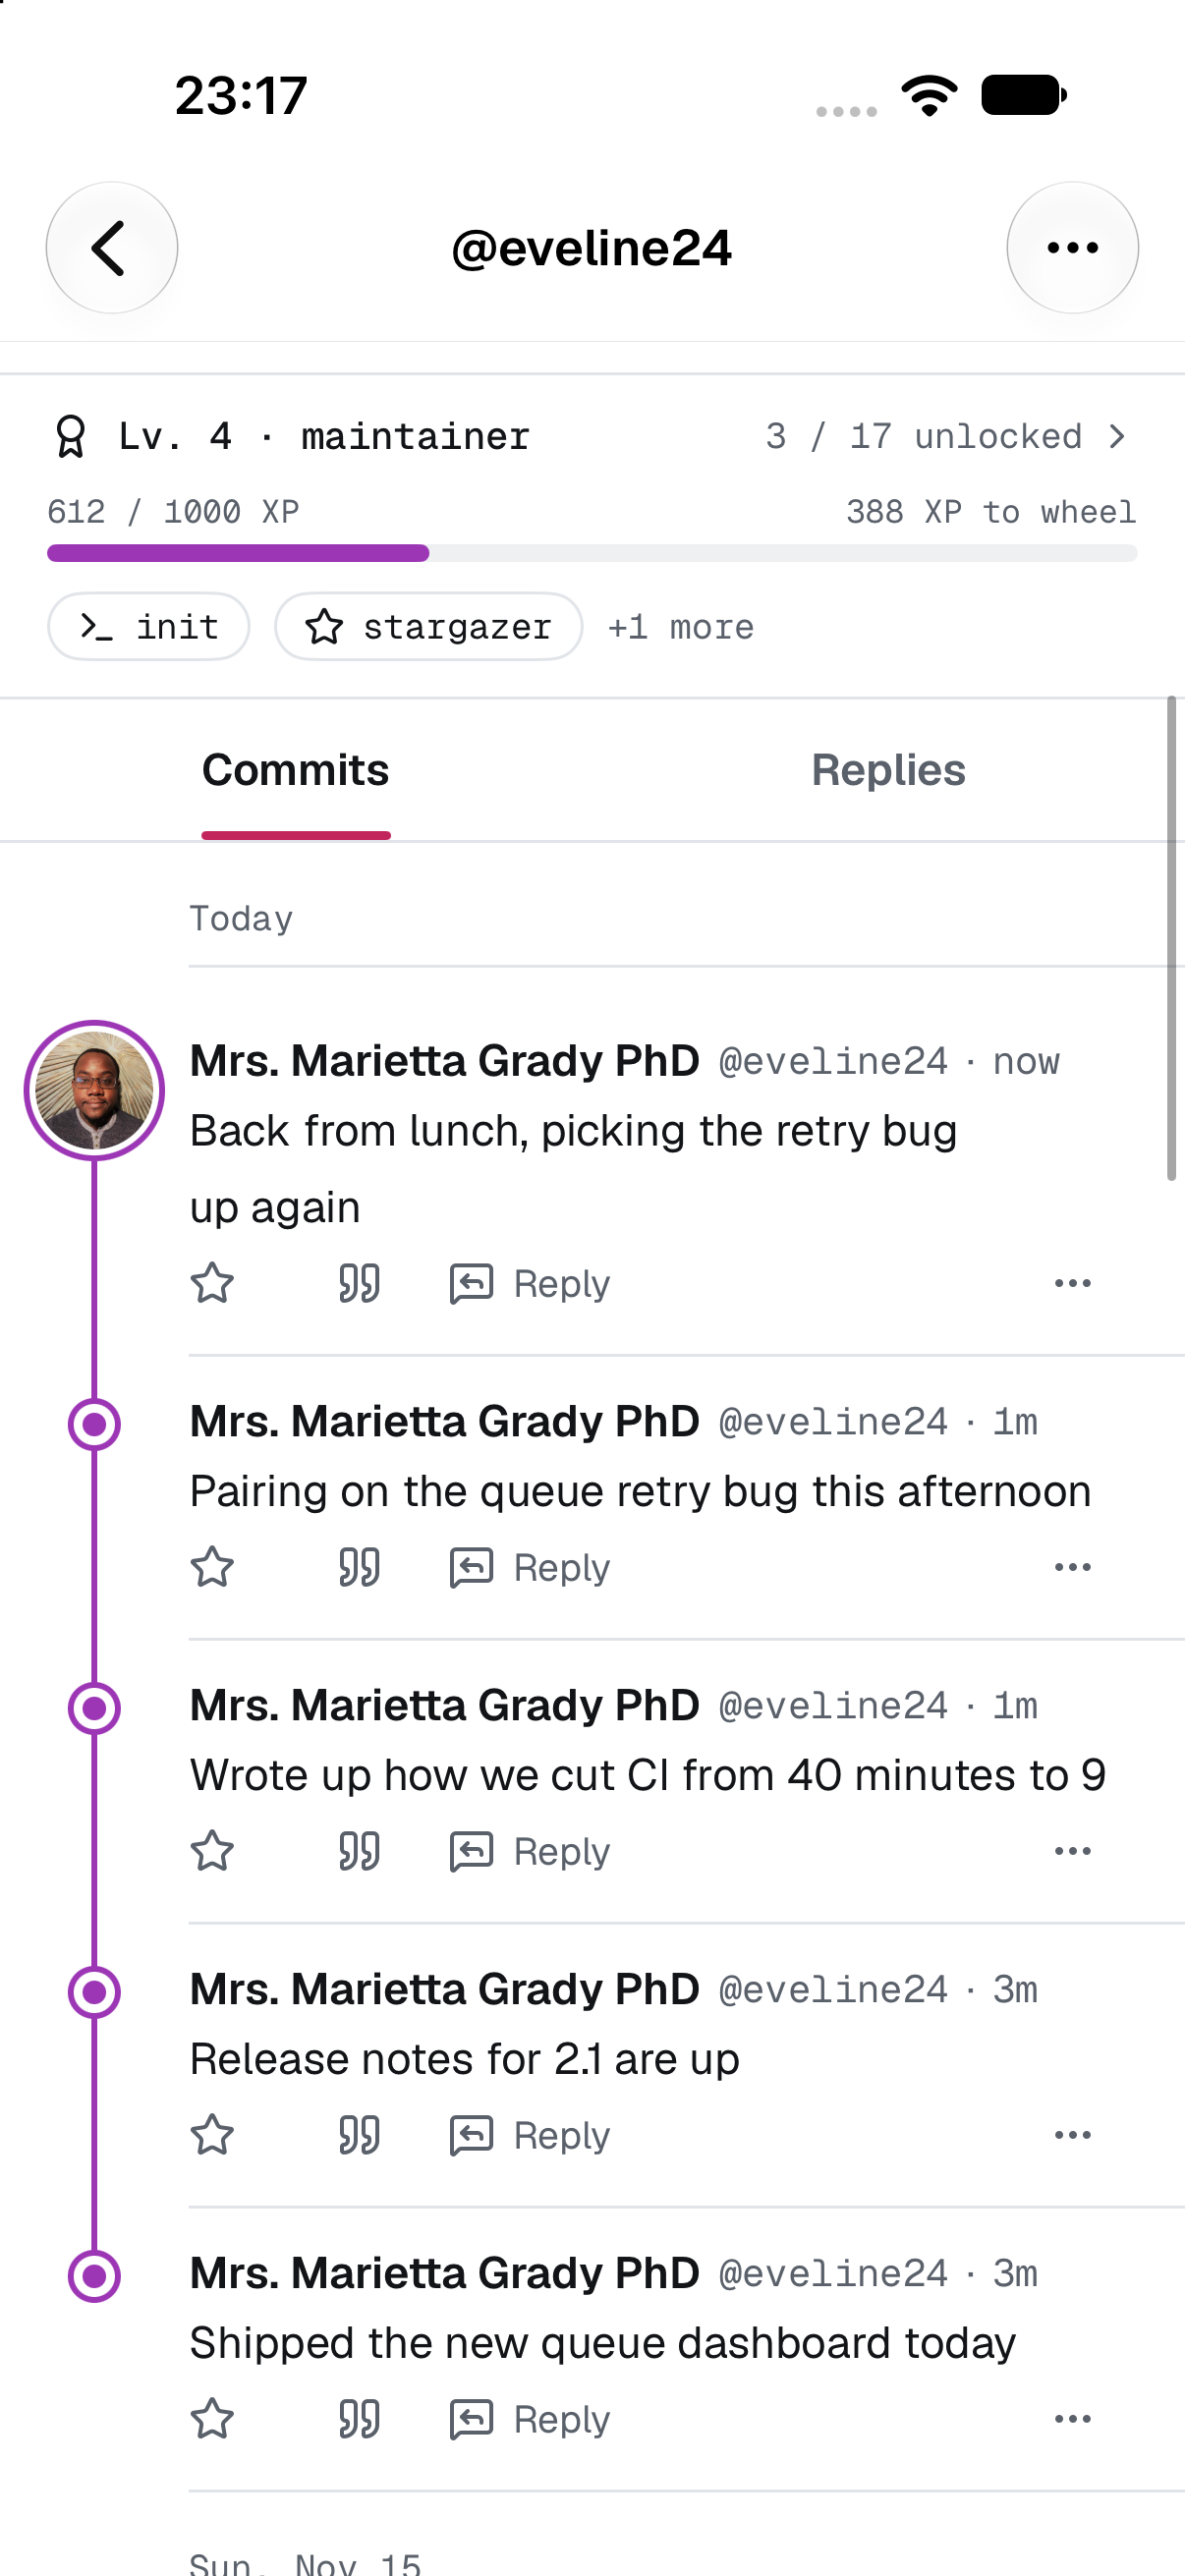 23:17
@eveline24
Lv. 4 · maintainer
3 / 17 unlocked
612 / 1000 XP
388 XP to wheel
init
stargazer
+1 more
Commits
Replies
Today
Mrs. Marietta Grady PhD @eveline24 · now
Back from lunch, picking the retry bug
up again
Reply
Mrs. Marietta Grady PhD @eveline24 · 1m
Pairing on the queue retry bug this afternoon
Reply
Mrs. Marietta Grady PhD @eveline24 · 1m
Wrote up how we cut CI from 40 minutes to 9
Reply
Mrs. Marietta Grady PhD @eveline24 · 3m
Release notes for 2.1 are up
Reply
Mrs. Marietta Grady PhD @eveline24 · 3m
Shipped the new queue dashboard today
Reply
Sun, Nov 15